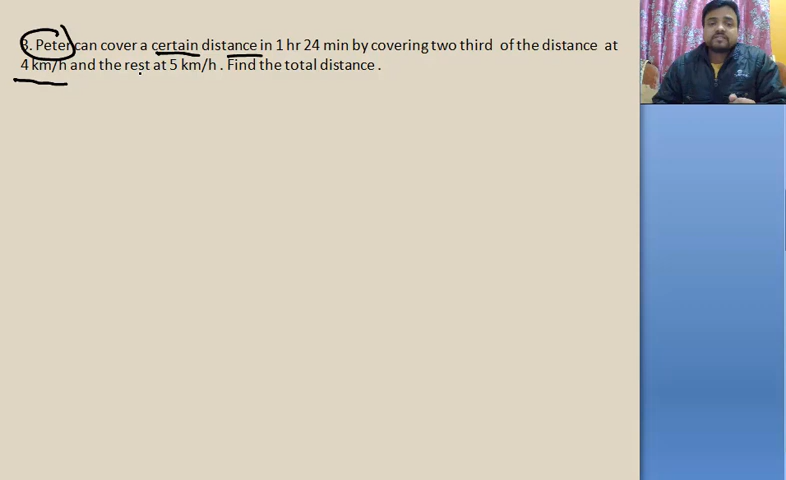 3. Peter can cover a certain distance in 1 hr 24 min by covering two third of the distance at
4 km/h and the rest at 5 km/h . Find the total distance .